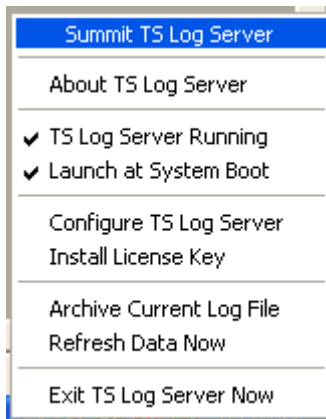 Summit TS Log Server
About TS Log Server
TS Log Server Running
Launch at System Boot
Configure TS Log Server
Install License Key
Archive Current Log File
Refresh Data Now
Exit TS Log Server Now